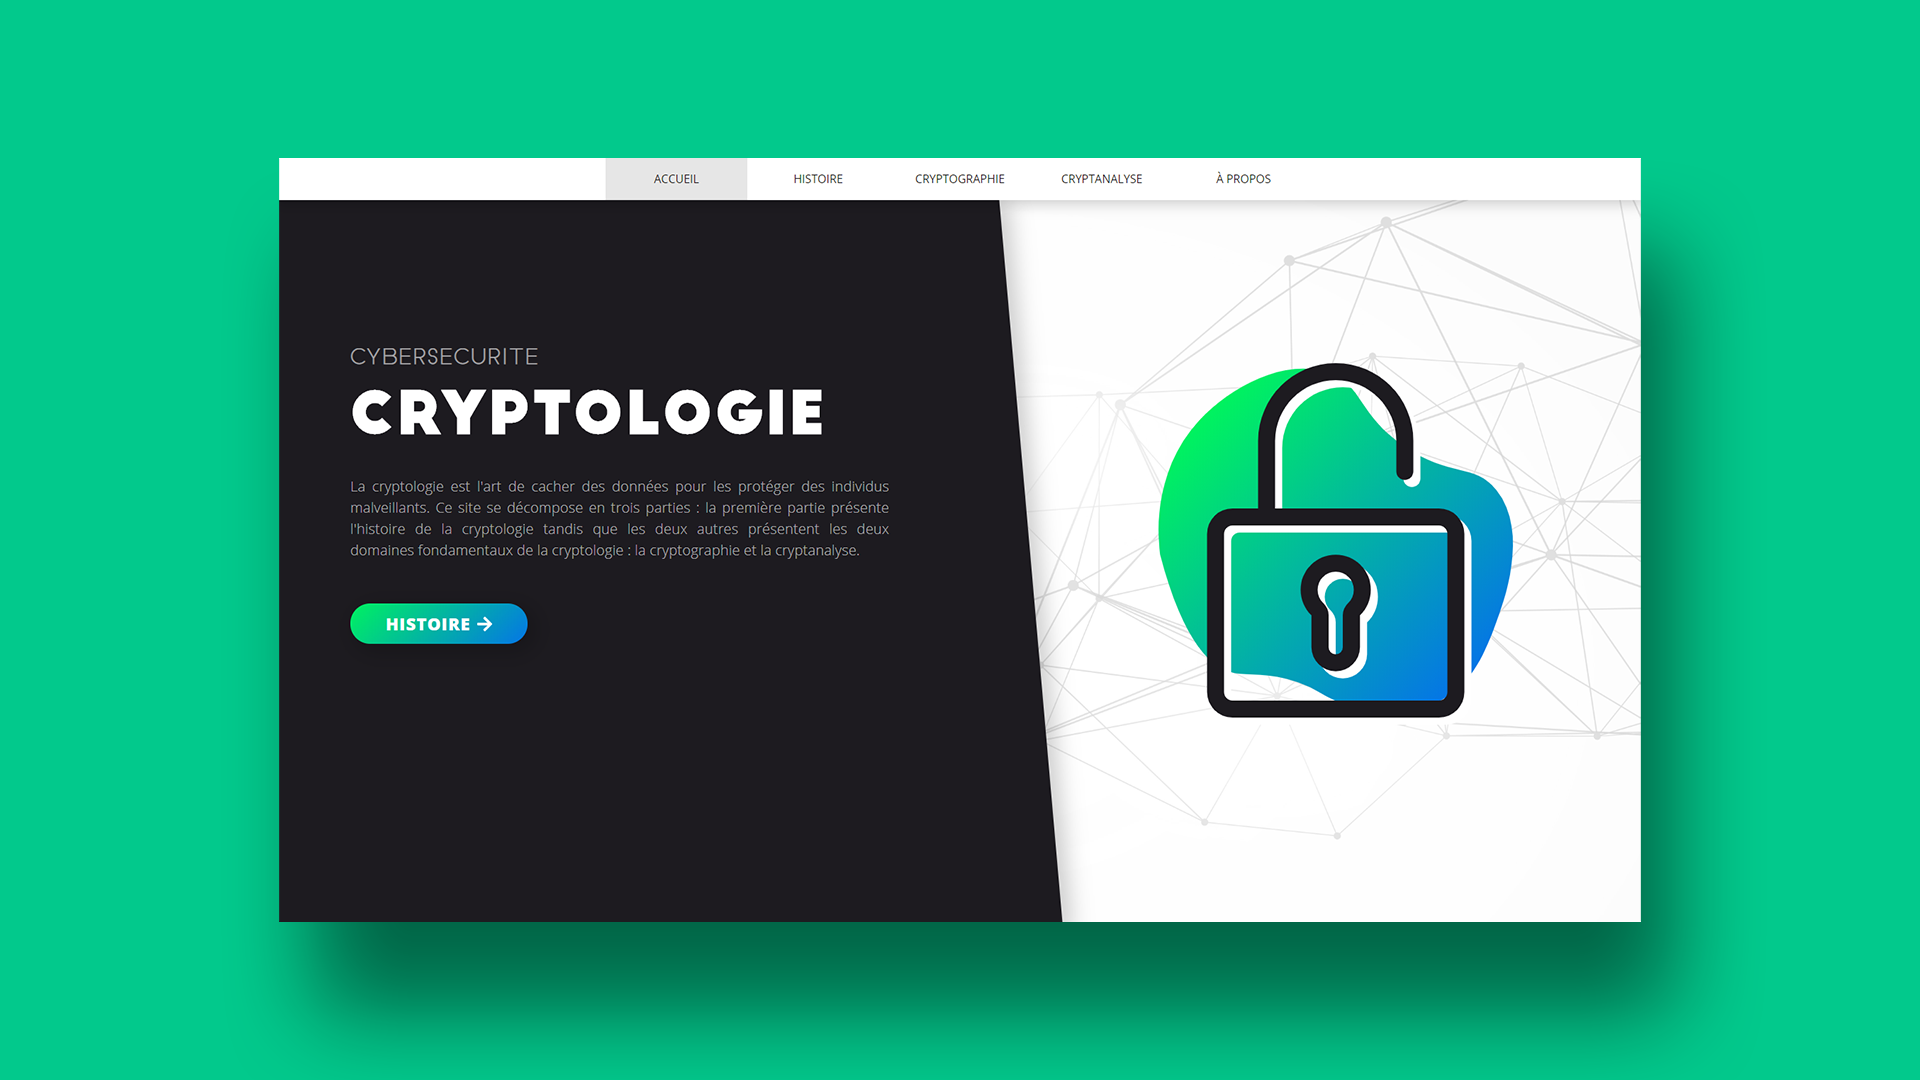 ACCUEIL HISTOIRE CRYPTOGRAPHIE CRYPTANALYSE À PROPOS
CYBERSECURITE
CRYPTOLOGIE
La cryptologie est l'art de cacher des données pour les protéger des individus
malveillants. Ce site se décompose en trois parties : la première partie présente
l'histoire de la cryptologie tandis que les deux autres présentent les deux
domaines fondamentaux de la cryptologie : la cryptographie et la cryptanalyse.
HISTOIRE →